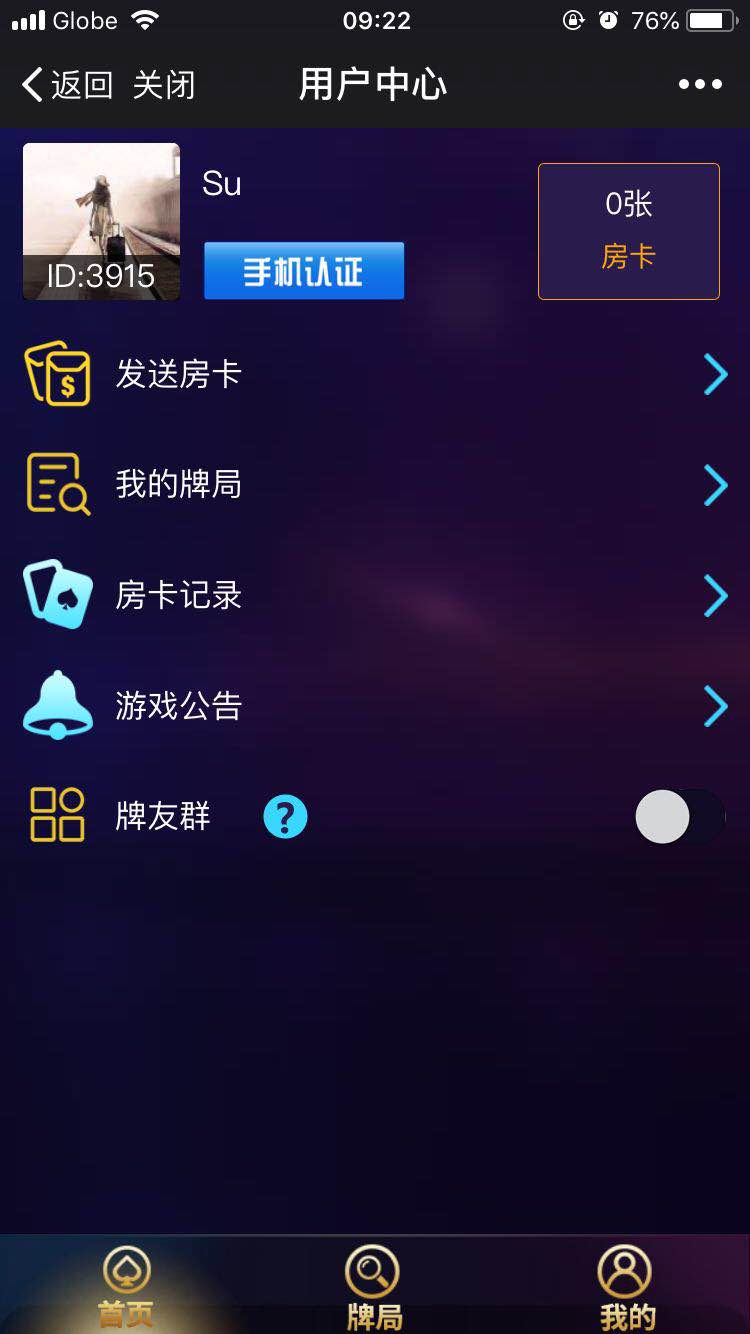 Globe 09:22 76%
返回 关闭 用户中心
Su
ID:3915
手机认证
0张
房卡
发送房卡
$
我的牌局
房卡记录
游戏公告
牌友群 ?
首页 牌局 我的